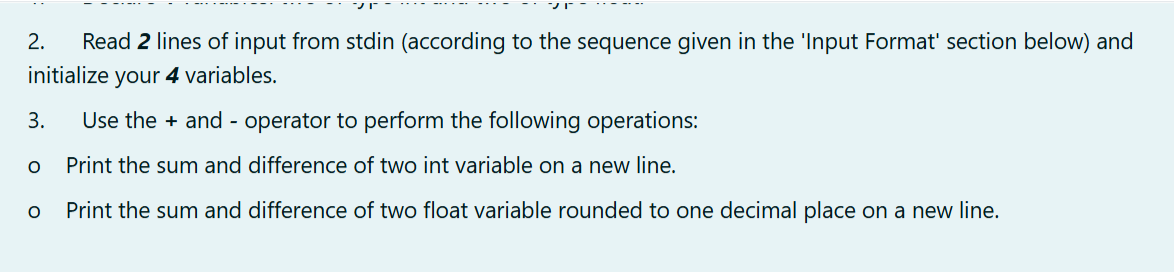 2. Read 2 lines of input from stdin (according to the sequence given in the 'Input Format' section below) and
initialize your 4 variables.
3. Use the + and - operator to perform the following operations:
o Print the sum and difference of two int variable on a new line.
o Print the sum and difference of two float variable rounded to one decimal place on a new line.